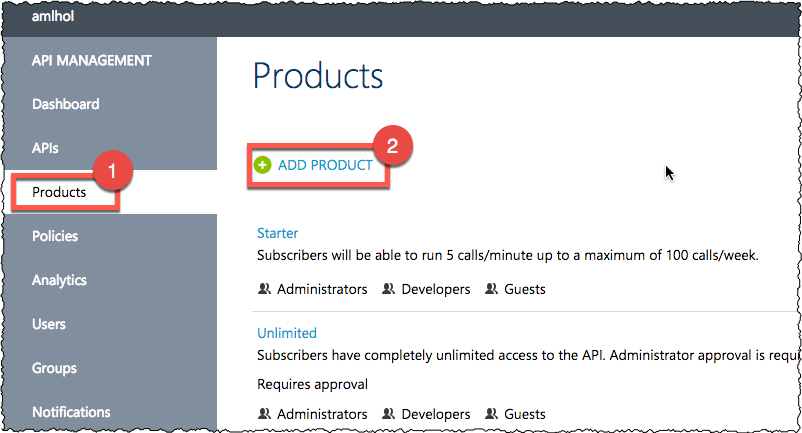 amlhol
API MANAGEMENT
Dashboard
APIs
1
Products
Policies
Analytics
Users
Groups
Notifications
Products
2
ADD PRODUCT
Starter
Subscribers will be able to run 5 calls/minute up to a maximum of 100 calls/week.
Administrators Developers Guests
Unlimited
Subscribers have completely unlimited access to the API. Administrator approval is requi
Requires approval
Administrators Developers Guests